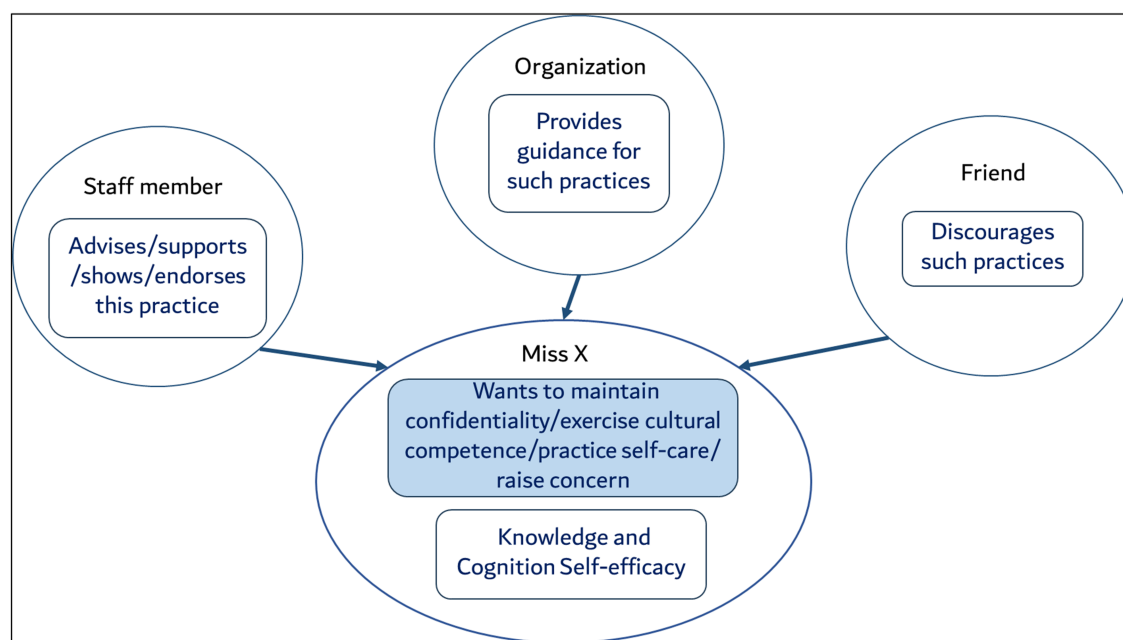 Organization
Provides
guidance for
such practices
Staff member
Advises/supports
/shows/endorses
this practice
Friend
Discourages
such practices
Miss X
Wants to maintain
confidentiality/exercise cultural
competence/practice self-care/
raise concern
Knowledge and
Cognition Self-efficacy